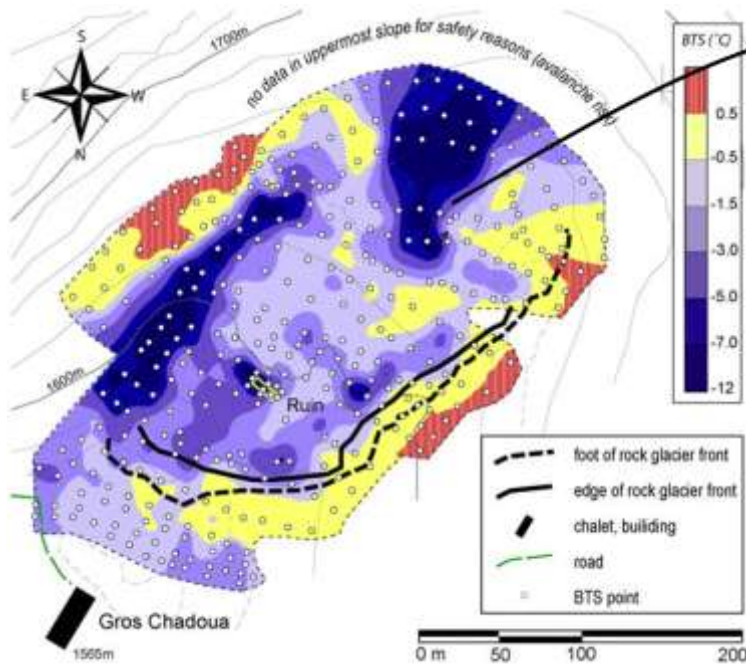 S
E
W
N
1700m
no data in uppermost slope for safety reasons (avalanche risk)
BTS (°C)
0.5
-0.5
-1.5
-3.0
-5.0
-7.0
-12
1600m
Ruin
foot of rock glacier front
edge of rock glacier front
chalet, builiding
road
BTS point
Gros Chadoua
1565m
0 m 50 100 200